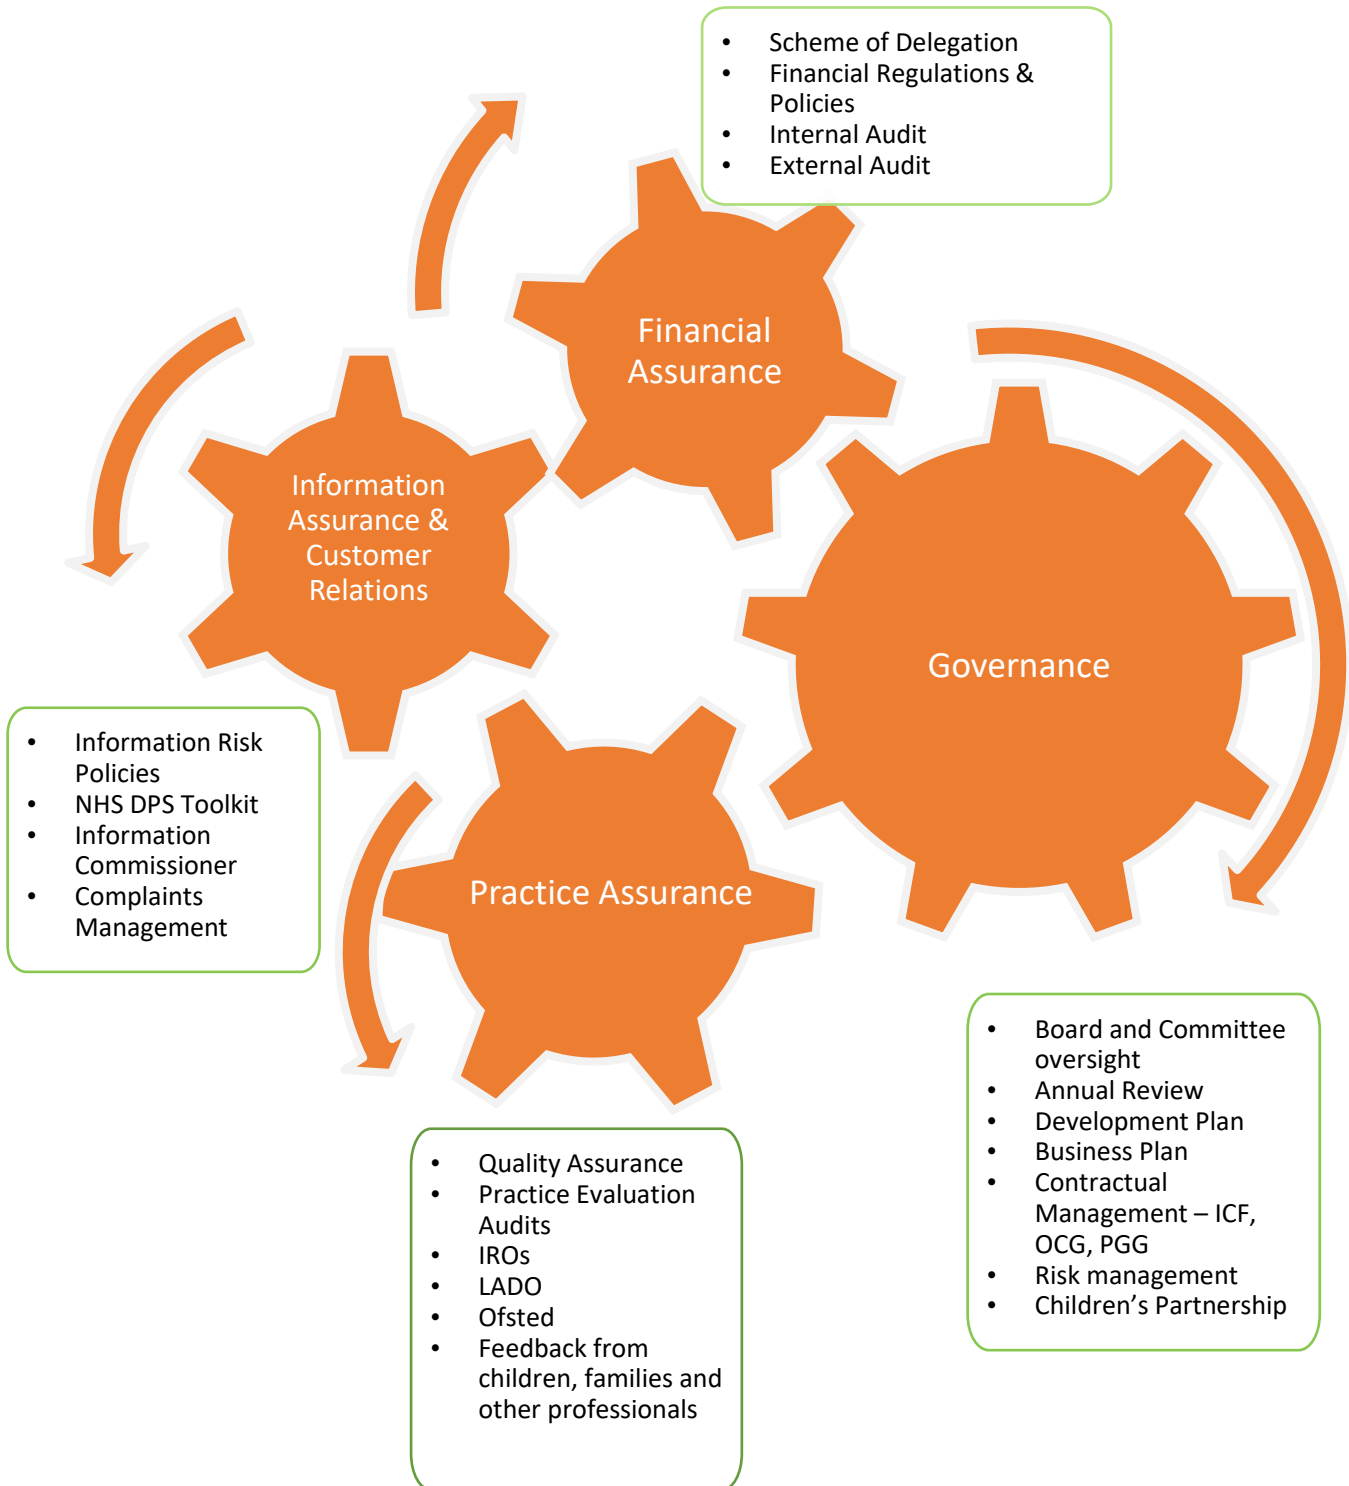 • Scheme of Delegation
• Financial Regulations &
Policies
• Internal Audit
• External Audit
Financial
Assurance
Information
Assurance &
Customer
Relations
Governance
• Information Risk
Policies
• NHS DPS Toolkit
• Information
Commissioner
• Complaints
Management
Practice Assurance
• Board and Committee
oversight
• Annual Review
• Development Plan
• Business Plan
• Contractual
Management – ICF,
OCG, PGG
• Risk management
• Children’s Partnership
• Quality Assurance
• Practice Evaluation
Audits
• IROs
• LADO
• Ofsted
• Feedback from
children, families and
other professionals